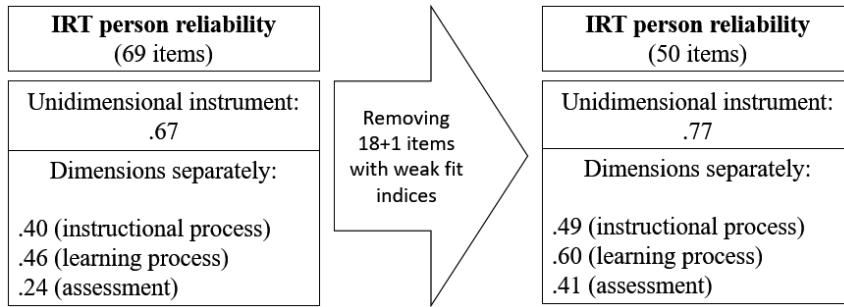 IRT person reliability
(69 items)
Unidimensional instrument:
.67
Dimensions separately:
.40 (instructional process)
.46 (learning process)
.24 (assessment)
Removing
18+1 items
with weak fit
indices
IRT person reliability
(50 items)
Unidimensional instrument:
.77
Dimensions separately:
.49 (instructional process)
.60 (learning process)
.41 (assessment)